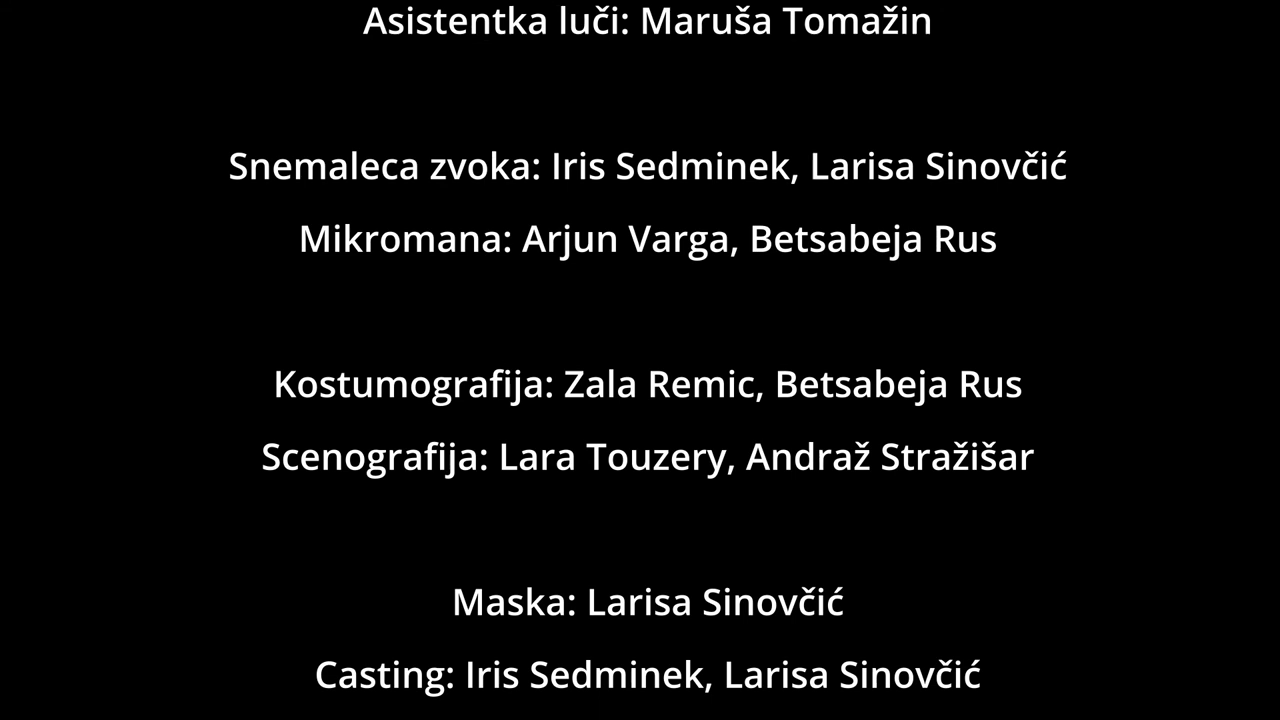 Asistentka luči: Maruša Tomažin
Snemaleca zvoka: Iris Sedminek, Larisa Sinovčić
Mikromana: Arjun Varga, Betsabeja Rus
Kostumografija: Zala Remic, Betsabeja Rus
Scenografija: Lara Touzery, Andraž Stražišar
Maska: Larisa Sinovčić
Casting: Iris Sedminek, Larisa Sinovčić